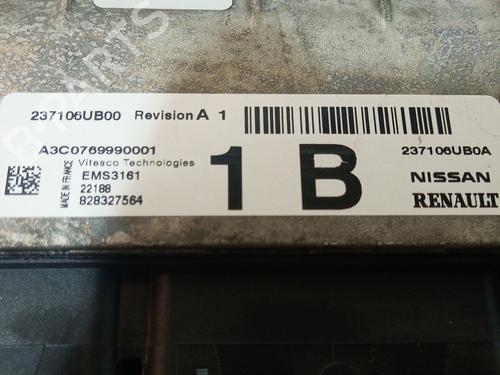 237106UB00 Revision A 1
A3C0769990001
Vitesco Technologies
EMS3161
22188
828327564
MADE IN FRANCE
1 B
237106UB0A
NISSAN
RENAULT